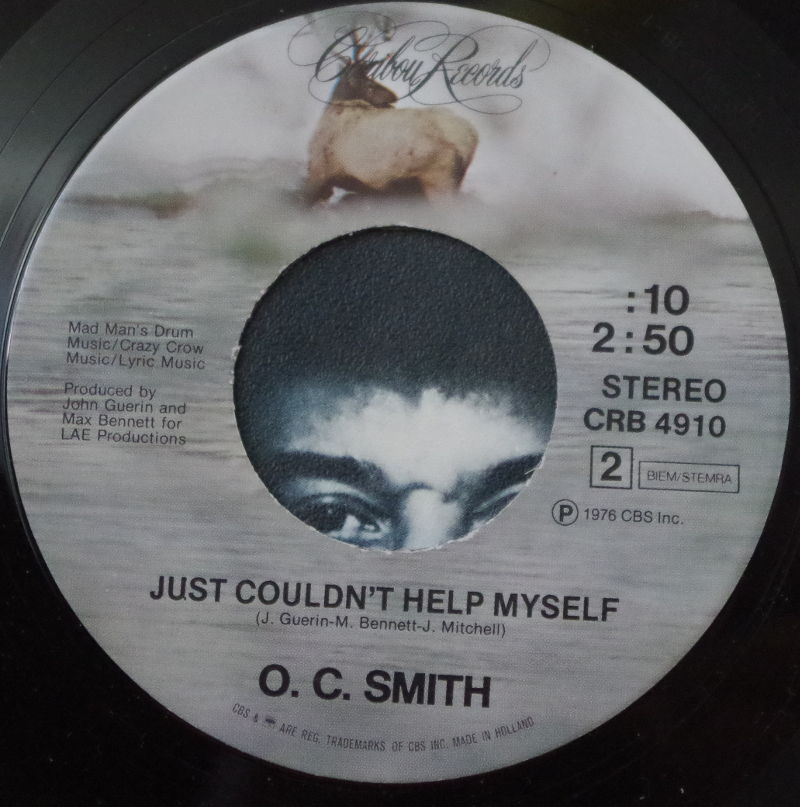 Caribou Records
:10
2:50
STEREO
CRB 4910
2
BIEM/STEMRA
P 1976 CBS Inc.
Mad Man's Drum
Music/Crazy Crow
Music/Lyric Music
Produced by
John Guerin and
Max Bennett for
LAE Productions
JUST COULDN'T HELP MYSELF
(J. Guerin-M. Bennett-J. Mitchell)
O. C. SMITH
CBS & ARE REG. TRADEMARKS OF CBS INC. MADE IN HOLLAND